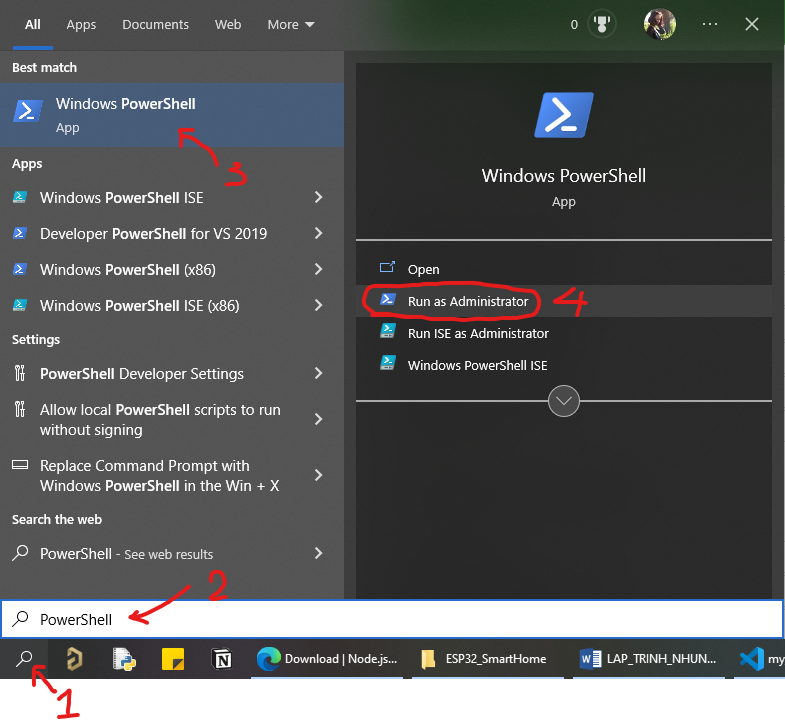 All Apps Documents Web More 0 ...
Best match
Windows PowerShell
App
3
Apps
Windows PowerShell ISE
Developer PowerShell for VS 2019
Windows PowerShell (x86)
Windows PowerShell ISE (x86)
Settings
PowerShell Developer Settings
Allow local PowerShell scripts to run
without signing
Replace Command Prompt with
Windows PowerShell in the Win + X
Search the web
PowerShell - See web results
Windows PowerShell
App
Open
Run as Administrator 4
Run ISE as Administrator
Windows PowerShell ISE
2
PowerShell
Download | Node.js... ESP32_SmartHome LAP_TRINH_NHUN... my
1